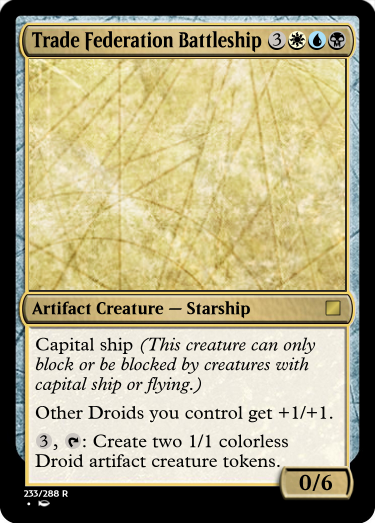 Trade Federation Battleship 3
Artifact Creature — Starship
Capital ship (This creature can only
block or be blocked by creatures with
capital ship or flying.)
Other Droids you control get +1/+1.
3, : Create two 1/1 colorless
Droid artifact creature tokens.
0/6
233/288 R